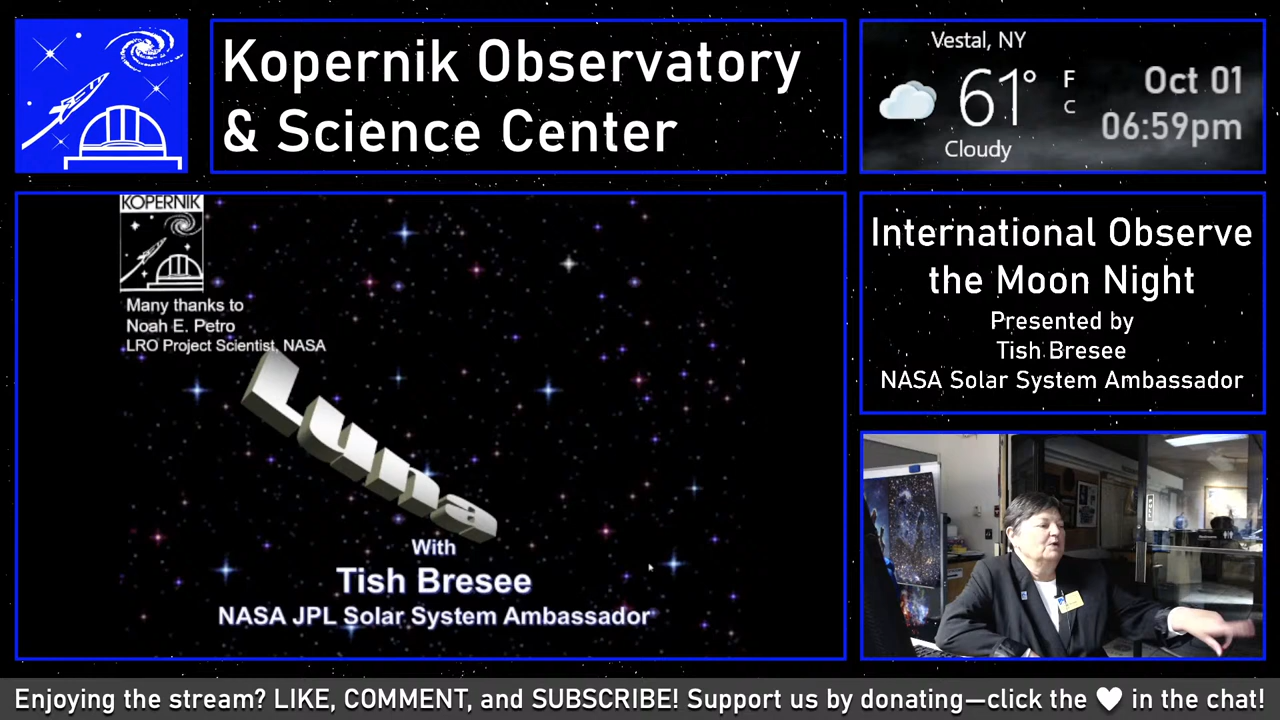 Kopernik Observatory
& Science Center
Vestal, NY
61°
F
C
Cloudy
Oct 01
06:59pm
KOPERNIK
Many thanks to
Noah E. Petro
LRO Project Scientist, NASA
Luna
With
Tish Bresee
NASA JPL Solar System Ambassador
International Observe
the Moon Night
Presented by
Tish Bresee
NASA Solar System Ambassador
Enjoying the stream? LIKE, COMMENT, and SUBSCRIBE! Support us by donating—click the ♥ in the chat!